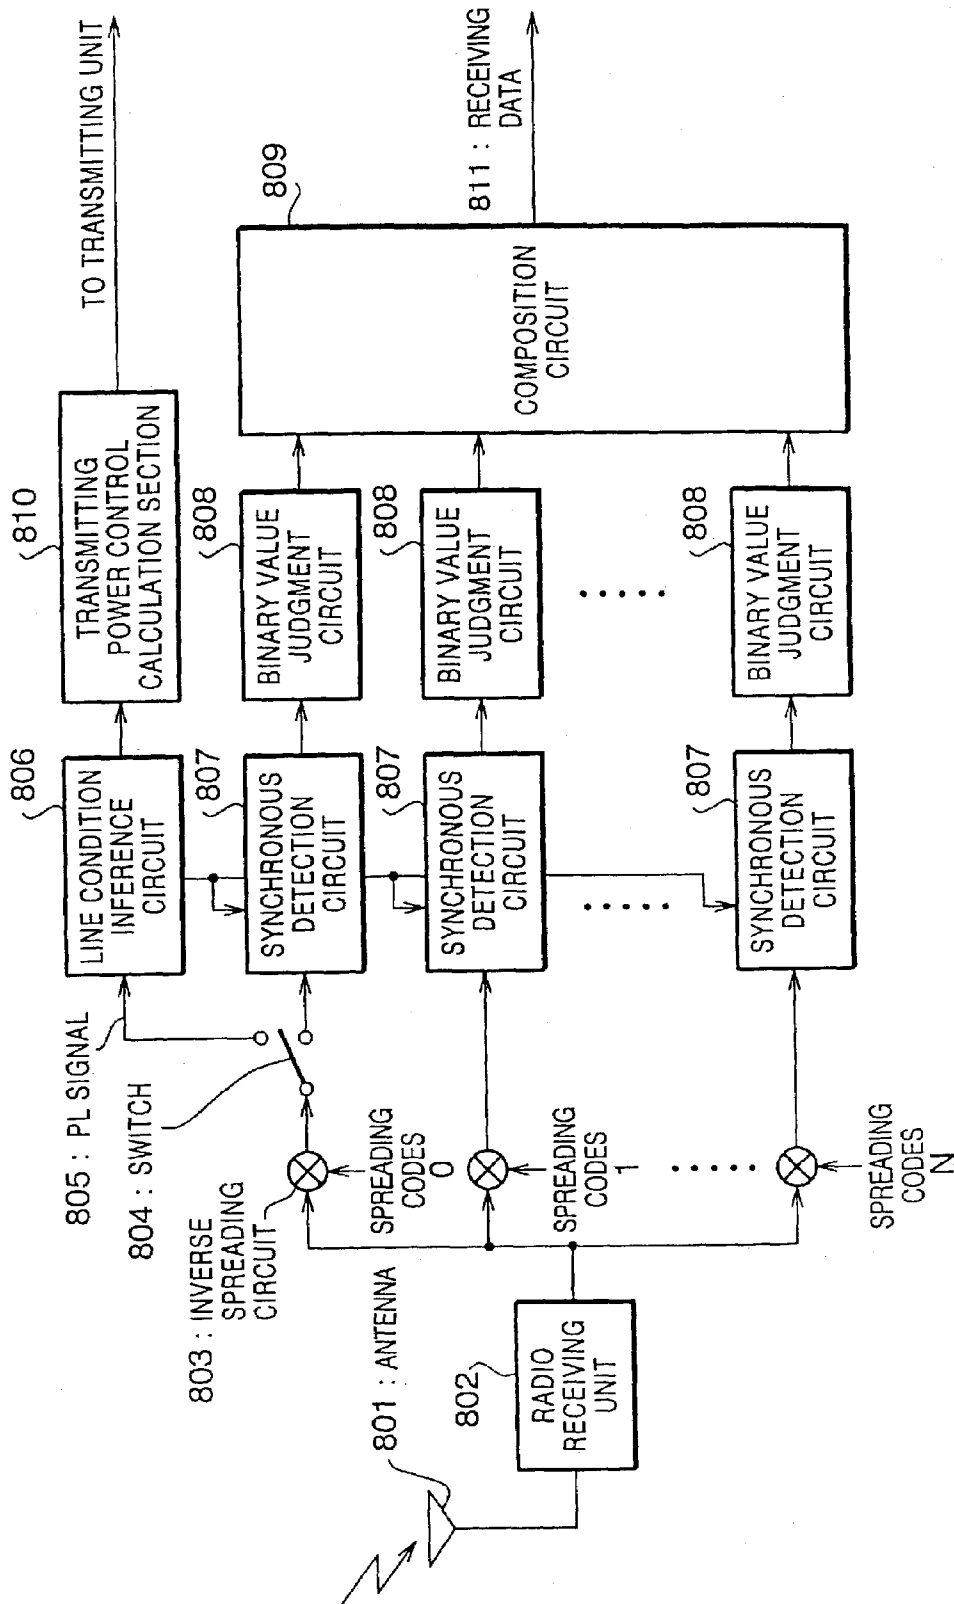 801 : ANTENNA
802
RADIO
RECEIVING
UNIT
803 : INVERSE
SPREADING
CIRCUIT
804 : SWITCH
805 : PL SIGNAL
SPREADING
CODES
0
SPREADING
CODES
1
SPREADING
CODES
N
806
LINE CONDITION
INFERENCE
CIRCUIT
807
SYNCHRONOUS
DETECTION
CIRCUIT
807
SYNCHRONOUS
DETECTION
CIRCUIT
807
SYNCHRONOUS
DETECTION
CIRCUIT
810
TRANSMITTING
POWER CONTROL
CALCULATION SECTION
808
BINARY VALUE
JUDGMENT
CIRCUIT
808
BINARY VALUE
JUDGMENT
CIRCUIT
808
BINARY VALUE
JUDGMENT
CIRCUIT
809
COMPOSITION
CIRCUIT
TO TRANSMITTING UNIT
811 : RECEIVING
DATA